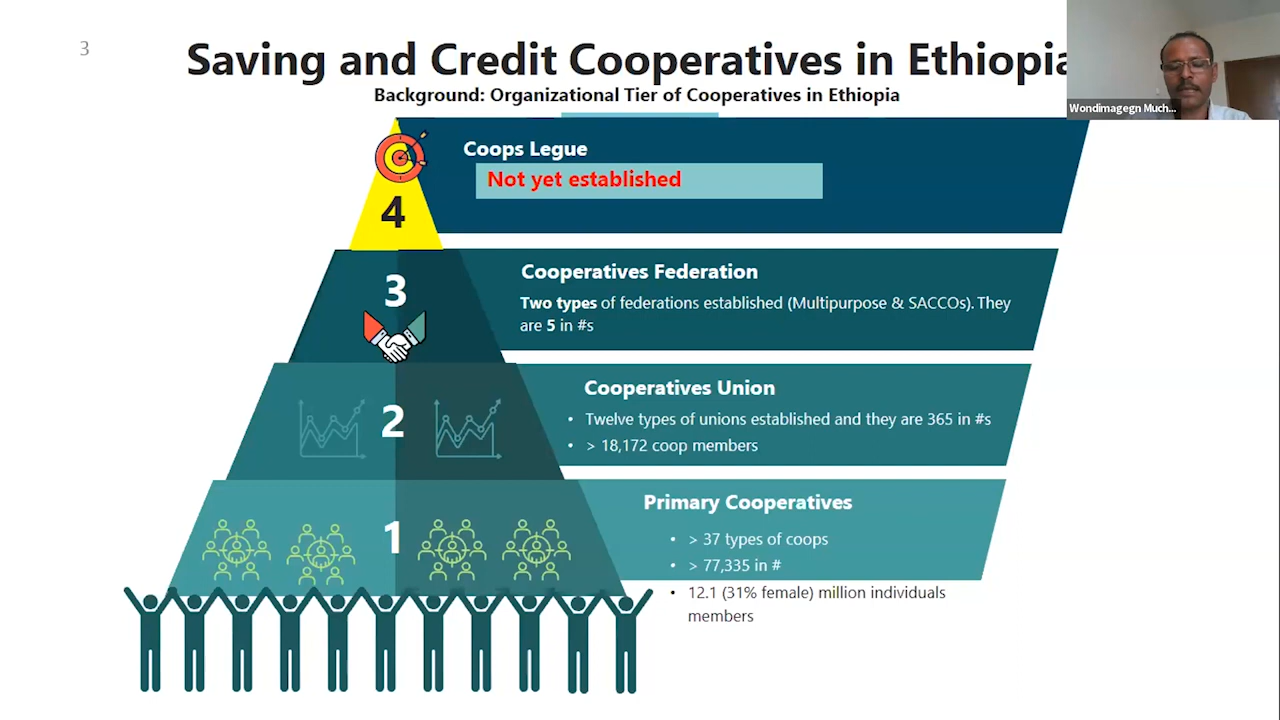 3
Saving and Credit Cooperatives in Ethiopia
Background: Organizational Tier of Cooperatives in Ethiopia
Wondimagegn Much...
Coops Legue
Not yet established
4
Cooperatives Federation
3
Two types of federations established (Multipurpose & SACCOs). They
are 5 in #s
Cooperatives Union
2
• Twelve types of unions established and they are 365 in #s
• > 18,172 coop members
Primary Cooperatives
1
• > 37 types of coops
• > 77,335 in #
• 12.1 (31% female) million individuals
members